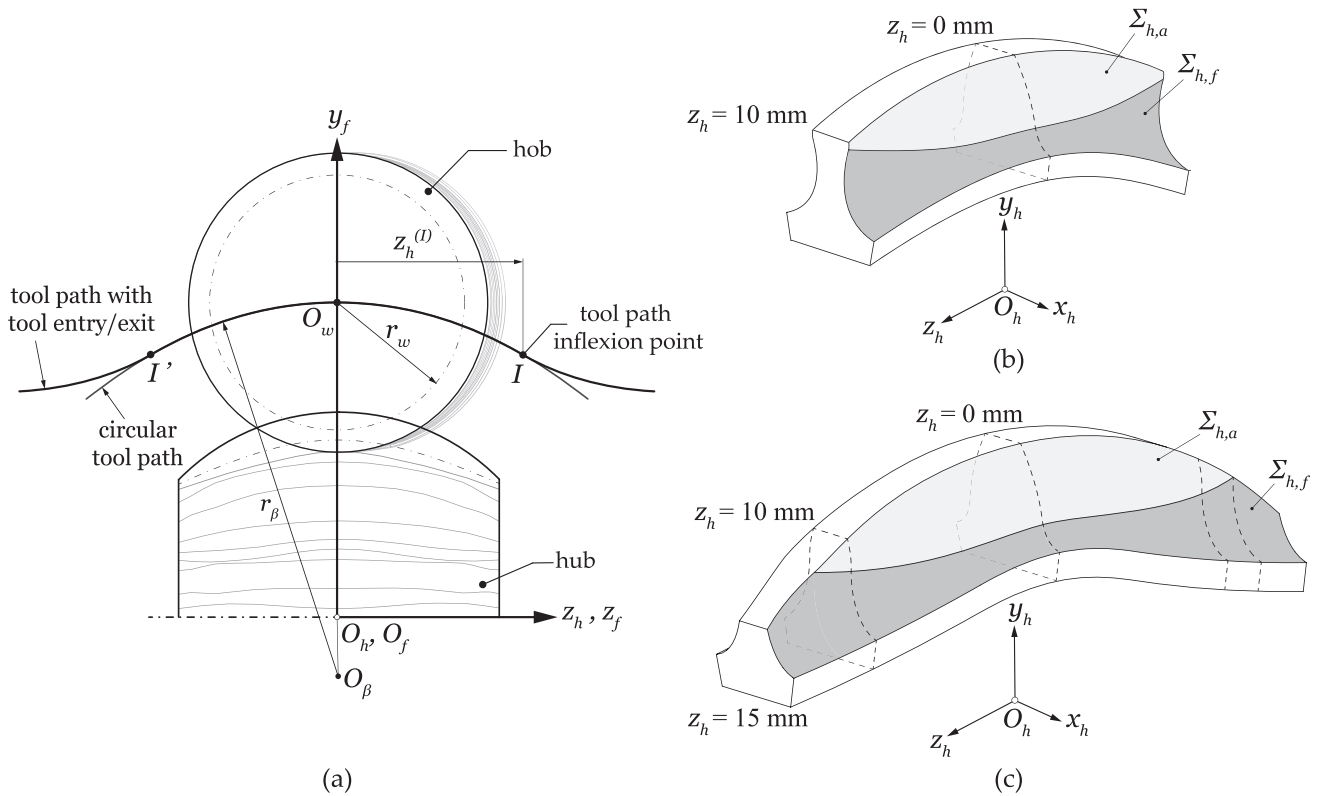 y_f
hob
z_h^(I)
tool path with
tool entry/exit
O_w
r_w
tool path
inflexion point
I’
I
circular
tool path
r_β
hub
z_h , z_f
O_h, O_f
O_β
(a)
z_h = 0 mm
Σ_h,a
Σ_h,f
z_h = 10 mm
y_h
O_h
x_h
z_h
(b)
z_h = 0 mm
Σ_h,a
Σ_h,f
z_h = 10 mm
y_h
z_h = 15 mm
O_h
x_h
z_h
(c)